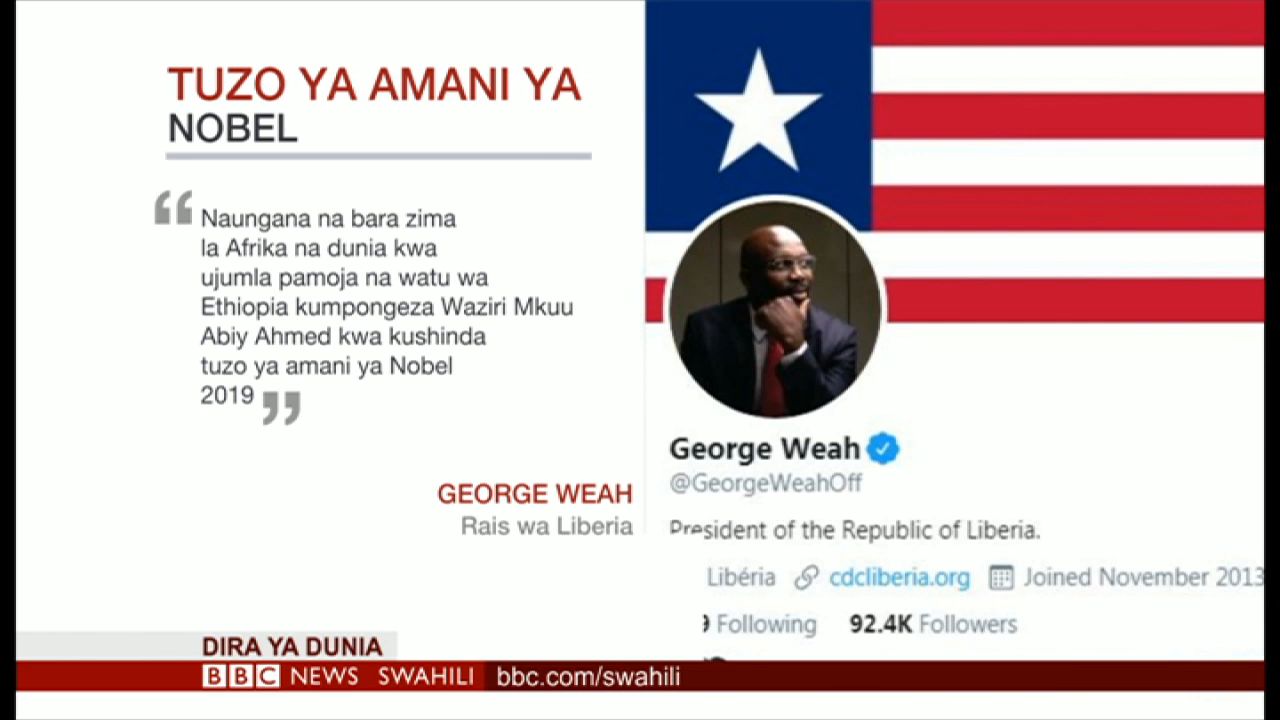 TUZO YA AMANI YA
NOBEL
“ Naungana na bara zima
la Afrika na dunia kwa
ujumla pamoja na watu wa
Ethiopia kumpongeza Waziri Mkuu
Abiy Ahmed kwa kushinda
tuzo ya amani ya Nobel
2019 ”
GEORGE WEAH
Rais wa Liberia
George Weah
@GeorgeWeahOff
President of the Republic of Liberia.
Libéria cdcliberia.org Joined November 2013
Following 92.4K Followers
DIRA YA DUNIA
BBC NEWS SWAHILI bbc.com/swahili